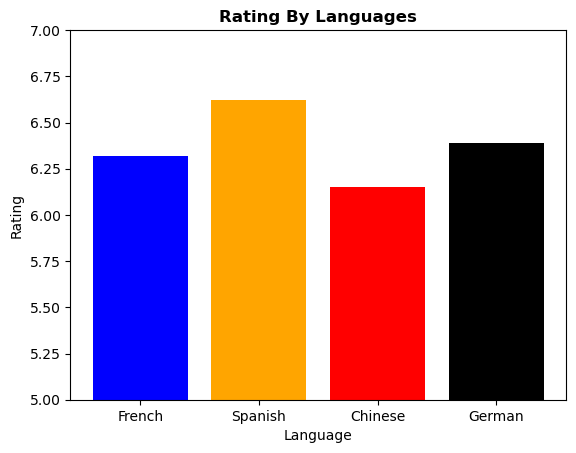 Rating By Languages
7.00
6.75
6.50
6.25
6.00
5.75
5.50
5.25
5.00
Rating
French Spanish Chinese German
Language